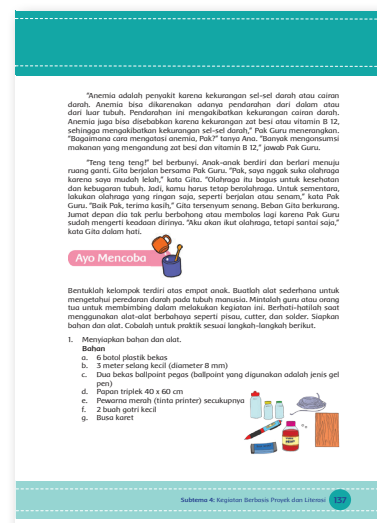 "Anemia adalah penyakit karena kekurangan sel-sel darah atau cairan
darah. Anemia bisa dikarenakan adanya pendarahan dari dalam atau
dari luar tubuh. Pendarahan ini mengakibatkan kekurangan cairan darah.
Anemia juga bisa disebabkan karena kekurangan zat besi atau vitamin B 12,
sehingga mengakibatkan kekurangan sel-sel darah," Pak Guru menerangkan.
"Bagaimana cara mengatasi anemia, Pak?" tanya Ana. "Banyak mengonsumsi
makanan yang mengandung zat besi dan vitamin B 12," jawab Pak Guru.
"Teng teng teng!" bel berbunyi. Anak-anak berdiri dan berlari menuju
ruang ganti. Gita berjalan bersama Pak Guru. "Pak, saya nggak suka olahraga
karena saya mudah lelah," kata Gita. "Olahraga itu bagus untuk kesehatan
dan kebugaran tubuh. Jadi, kamu harus tetap berolahraga. Untuk sementara,
lakukan olahraga yang ringan saja, seperti berjalan atau senam," kata Pak
Guru. "Baik Pak, terima kasih," Gita tersenyum senang. Beban Gita berkurang.
Jumat depan dia tak perlu berbohong atau membolos lagi karena Pak Guru
sudah mengerti keadaan dirinya. "Aku akan ikut olahraga, tetapi santai saja,"
kata Gita dalam hati.
Ayo Mencoba
Bentuklah kelompok terdiri atas empat anak. Buatlah alat sederhana untuk
mengetahui peredaran darah pada tubuh manusia. Mintalah guru atau orang
tua untuk membimbing dalam melakukan kegiatan ini. Berhati-hatilah saat
menggunakan alat-alat berbahaya seperti pisau, cutter, dan solder. Siapkan
bahan dan alat. Cobalah untuk praktik sesuai langkah-langkah berikut.
1. Menyiapkan bahan dan alat.
Bahan
a. 6 botol plastik bekas
b. 3 meter selang kecil (diameter 8 mm)
c. Dua bekas ballpoint pegas (ballpoint yang digunakan adalah jenis gel
pen)
d. Papan triplek 40 x 60 cm
e. Pewarna merah (tinta printer) secukupnya
f. 2 buah gotri kecil
g. Busa karet
Subtema 4: Kegiatan Berbasis Proyek dan Literasi 137